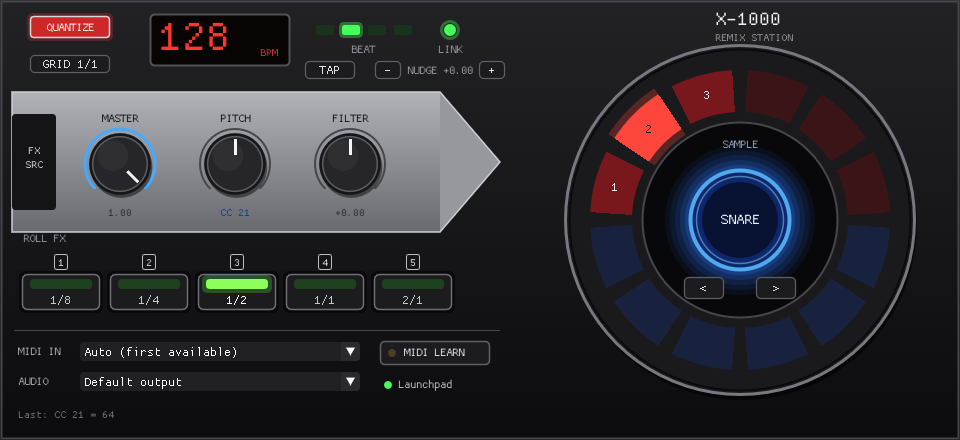 QUANTIZE
GRID 1/1
128
BPM
BEAT
LINK
TAP
−
NUDGE +0.00
+
X-1000
REMIX STATION
FX
SRC
MASTER
PITCH
FILTER
1.00
CC 21
+0.00
ROLL FX
1
2
3
4
5
1/8
1/4
1/2
1/1
2/1
1
2
3
SAMPLE
SNARE
<
>
MIDI IN
Auto (first available)
▼
MIDI LEARN
AUDIO
Default output
▼
Launchpad
Last: CC 21 = 64